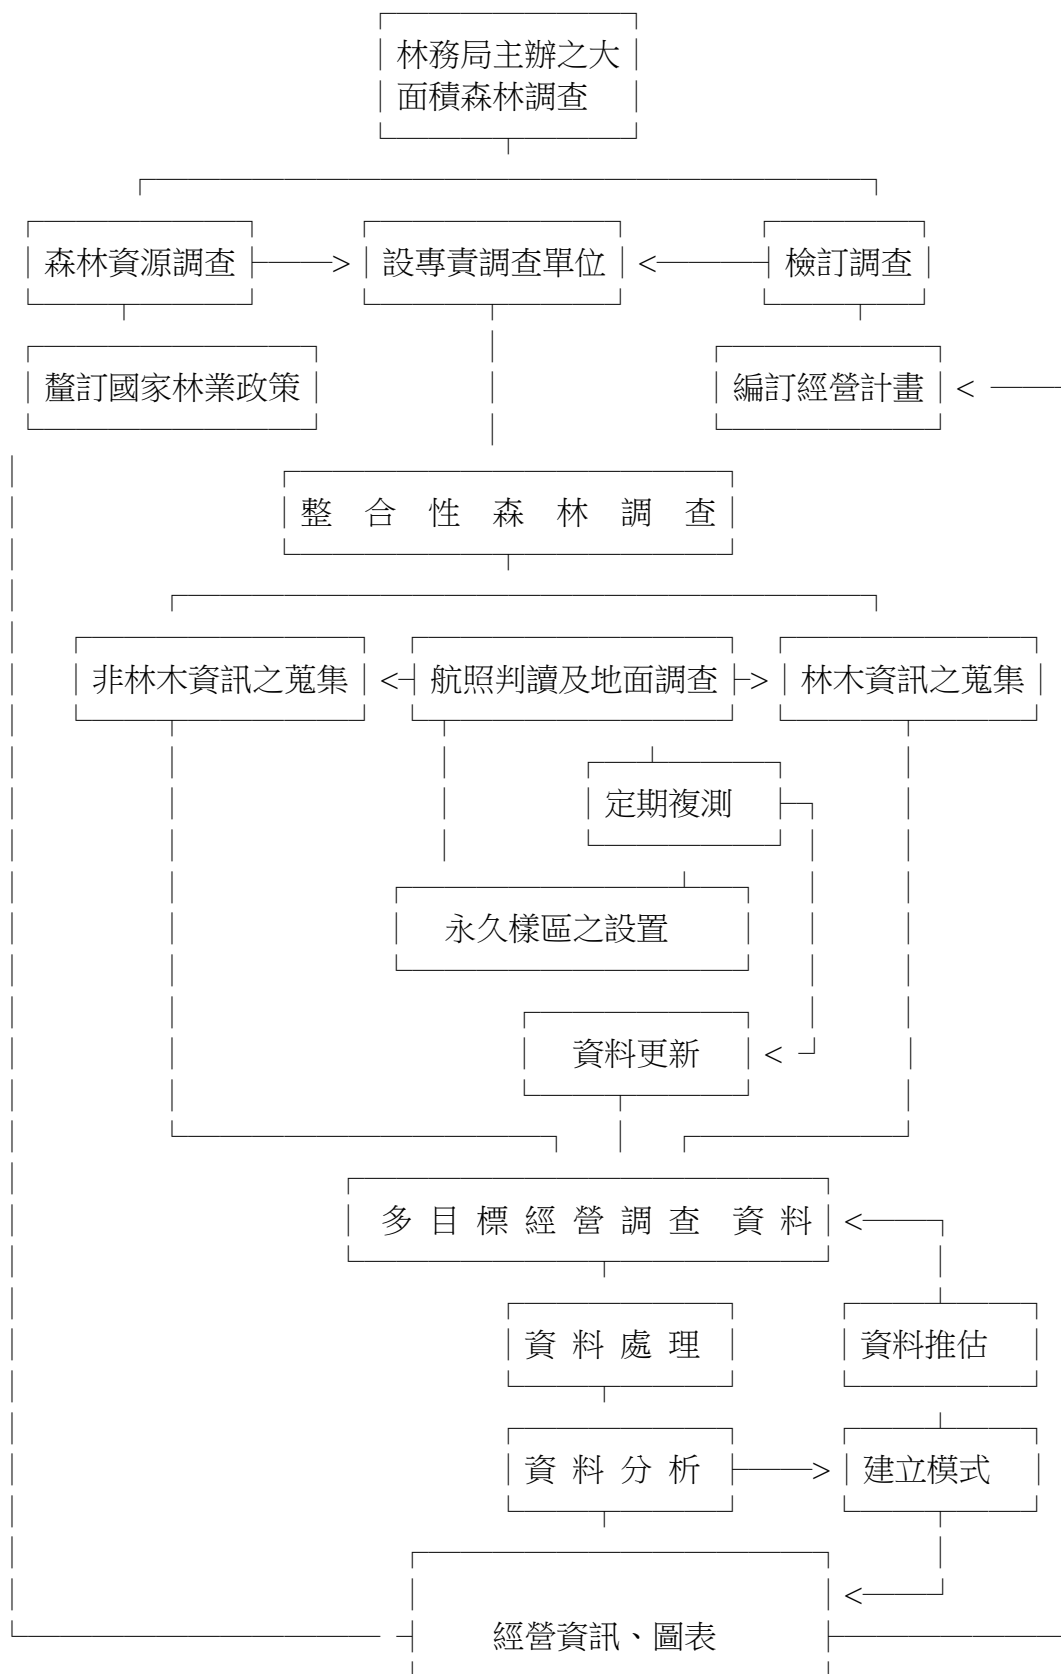 林務局主辦之大
面積森林調查
森林資源調查 設專責調查單位 檢訂調查
釐訂國家林業政策 編訂經營計畫
整 合 性 森 林 調 查
非林木資訊之蒐集 航照判讀及地面調查 林木資訊之蒐集
定期複測
永久樣區之設置
資料更新
多 目 標 經 營 調 查 資 料
資 料 處 理 資料推估
資 料 分 析 建立模式
經營資訊、圖表